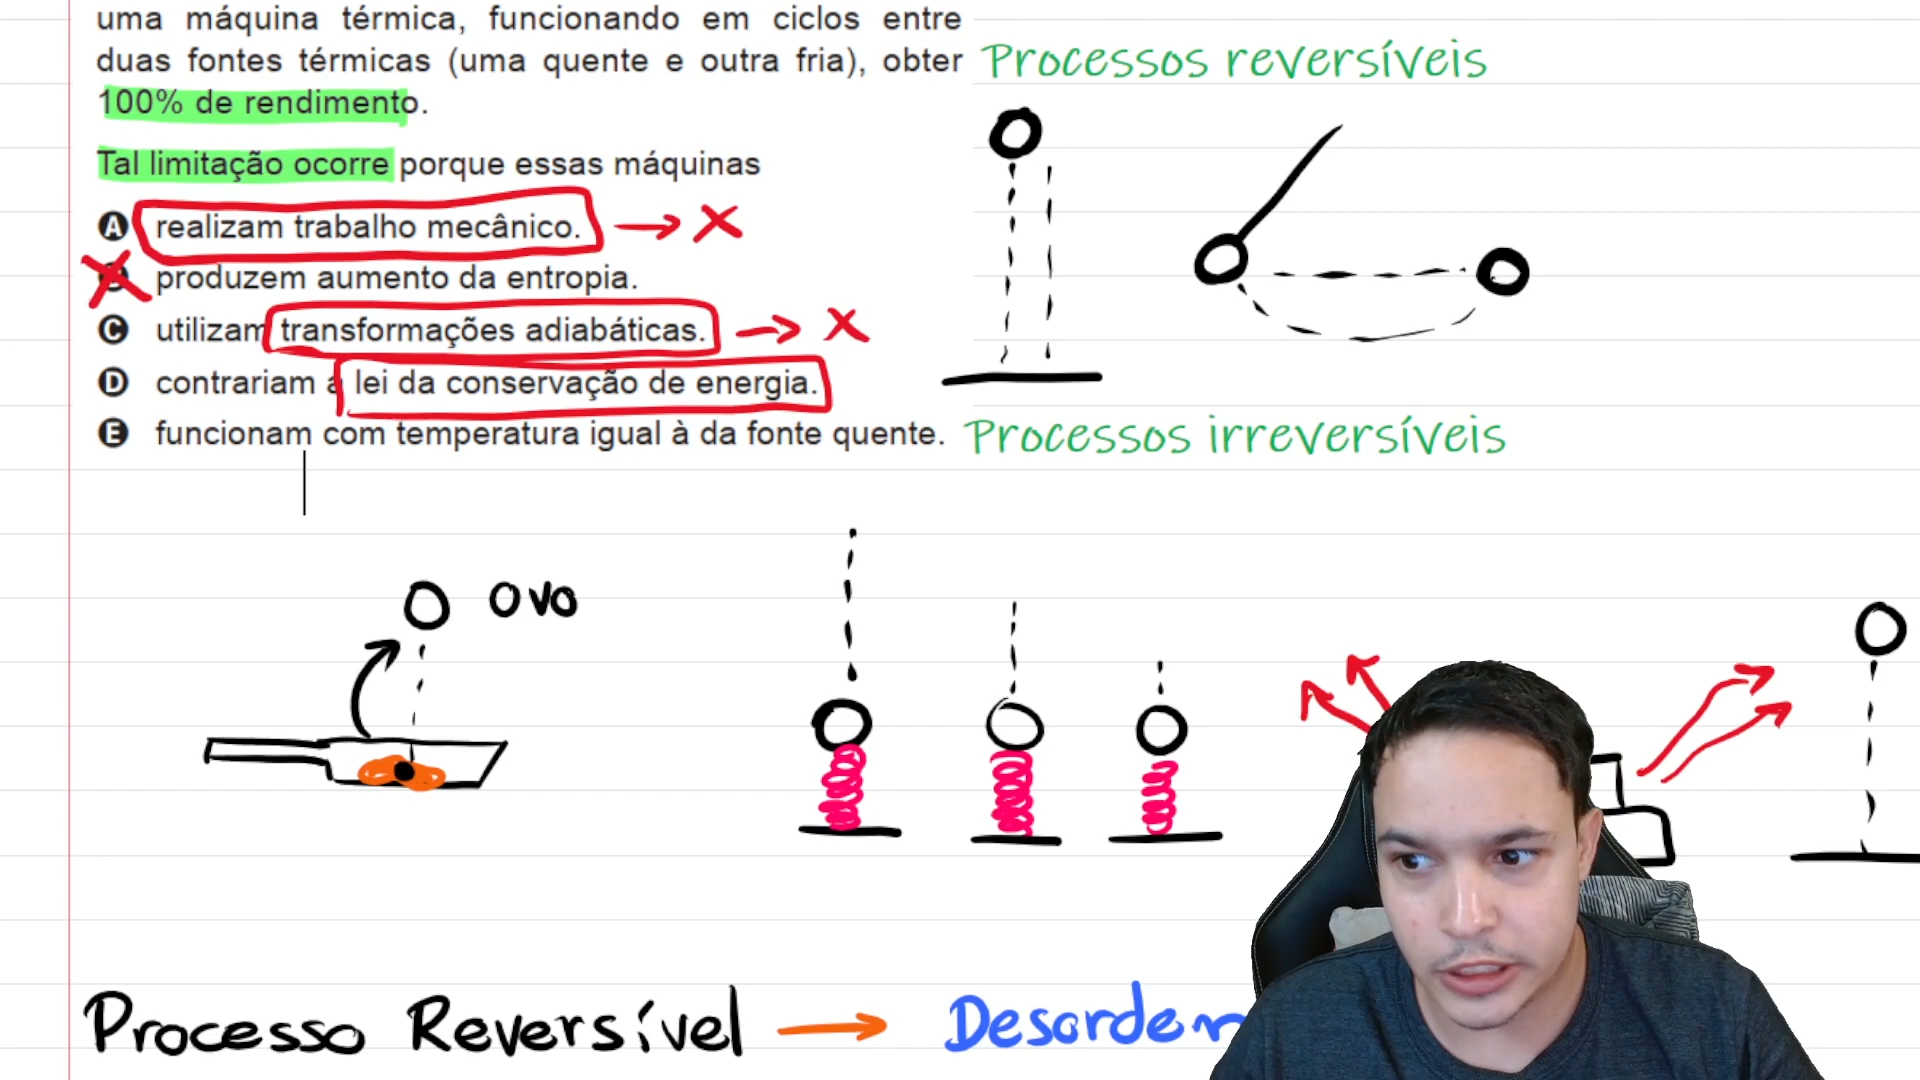 uma máquina térmica, funcionando em ciclos entre
duas fontes térmicas (uma quente e outra fria), obter
100% de rendimento.
Processos reversíveis
Tal limitação ocorre porque essas máquinas
A realizam trabalho mecânico. → X
produzem aumento da entropia.
C utilizam transformações adiabáticas. → X
D contrariam a lei da conservação de energia.
E funcionam com temperatura igual à da fonte quente.
Processos irreversíveis
ovo
Processo Reversível → Desordem